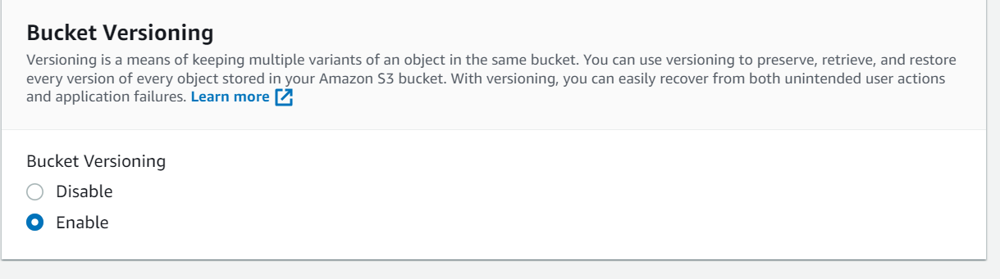 Bucket Versioning
Versioning is a means of keeping multiple variants of an object in the same bucket. You can use versioning to preserve, retrieve, and restore
every version of every object stored in your Amazon S3 bucket. With versioning, you can easily recover from both unintended user actions
and application failures. Learn more
Bucket Versioning
Disable
Enable